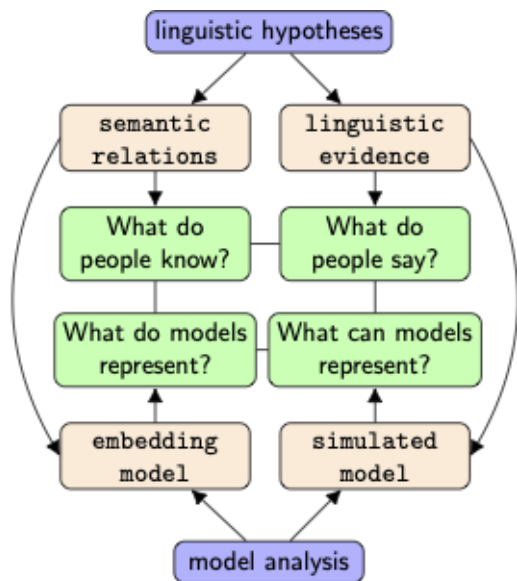 linguistic hypotheses
semantic
relations
linguistic
evidence
What do
people know?
What do
people say?
What do models
represent?
What can models
represent?
embedding
model
simulated
model
model analysis